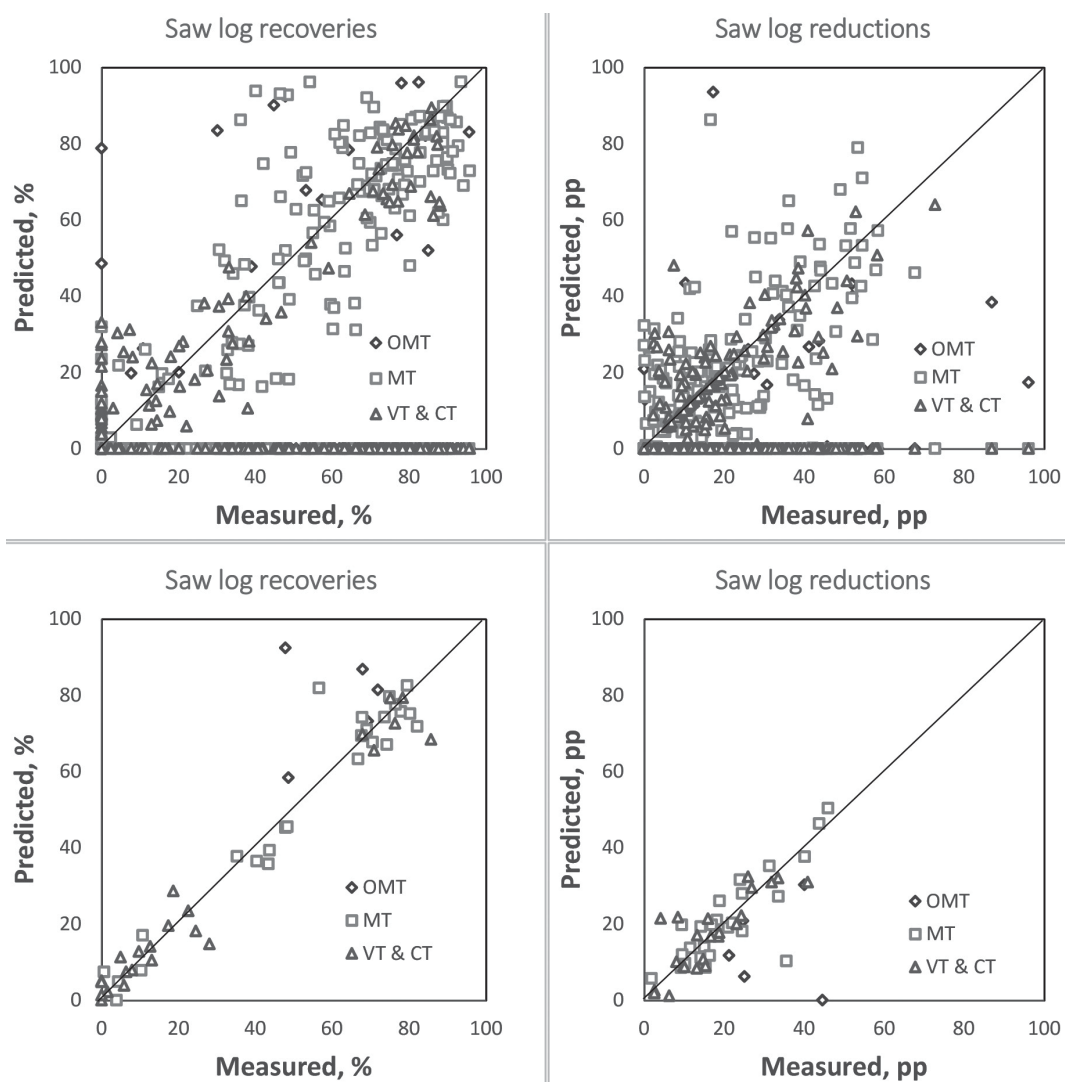 Saw log recoveries
100
80
60
40
20
0
Predicted, %
OMT
MT
VT & CT
0 20 40 60 80 100
Measured, %
Saw log reductions
100
80
60
40
20
0
Predicted, pp
OMT
MT
VT & CT
0 20 40 60 80 100
Measured, pp
Saw log recoveries
100
80
60
40
20
0
Predicted, %
OMT
MT
VT & CT
0 20 40 60 80 100
Measured, %
Saw log reductions
100
80
60
40
20
0
Predicted, pp
OMT
MT
VT & CT
0 20 40 60 80 100
Measured, pp